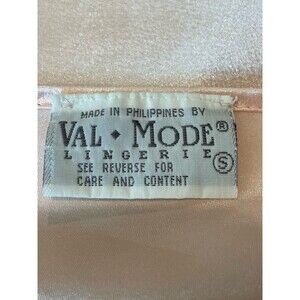 MADE IN PHILIPPINES BY
VAL • MODE®
LINGERIE S
SEE REVERSE FOR
CARE AND CONTENT